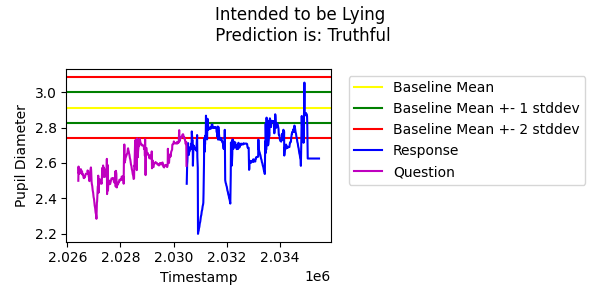 Intended to be Lying
Prediction is: Truthful
Pupil Diameter
3.0
2.8
2.6
2.4
2.2
2.026
2.028
2.030
2.032
2.034
1e6
Timestamp
Baseline Mean
Baseline Mean +- 1 stddev
Baseline Mean +- 2 stddev
Response
Question